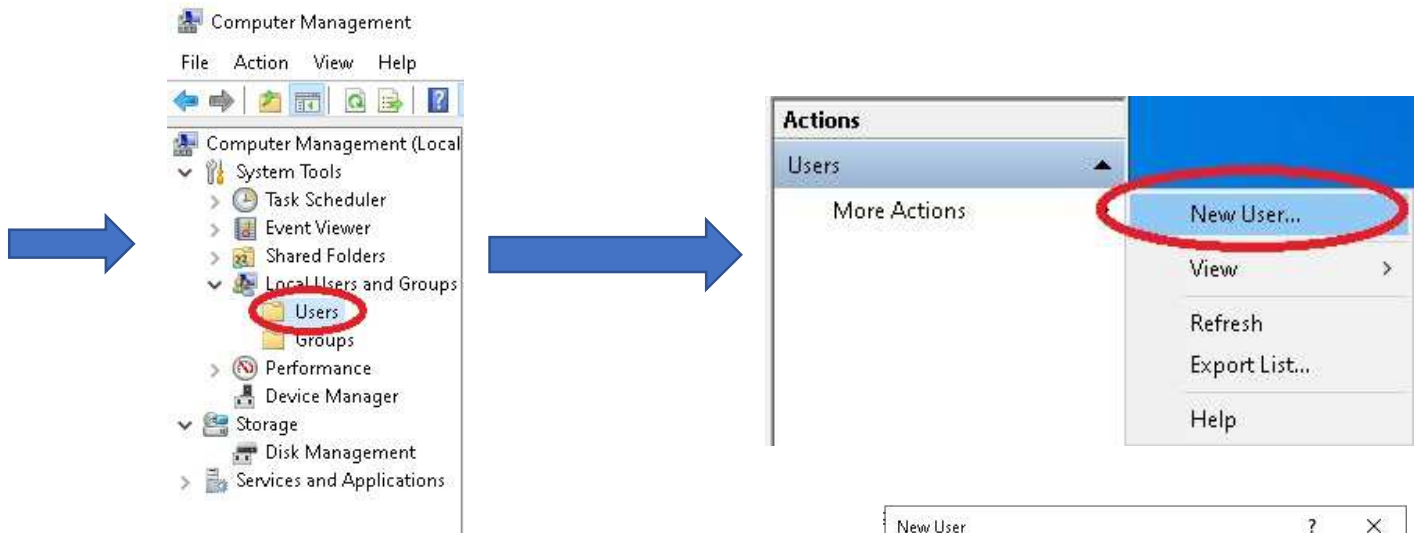 Computer Management
File Action View Help
Computer Management (Local
System Tools
Task Scheduler
Event Viewer
Shared Folders
Local Users and Groups
Users
Groups
Performance
Device Manager
Storage
Disk Management
Services and Applications
Actions
Users
More Actions
New User...
View
Refresh
Export List...
Help
New User ? ×